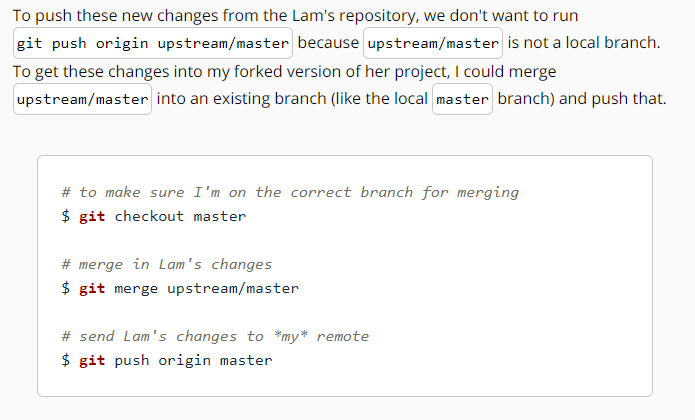 To push these new changes from the Lam's repository, we don't want to run
git push origin upstream/master because upstream/master is not a local branch.
To get these changes into my forked version of her project, I could merge
upstream/master into an existing branch (like the local master branch) and push that.
# to make sure I'm on the correct branch for merging
$ git checkout master
# merge in Lam's changes
$ git merge upstream/master
# send Lam's changes to *my* remote
$ git push origin master